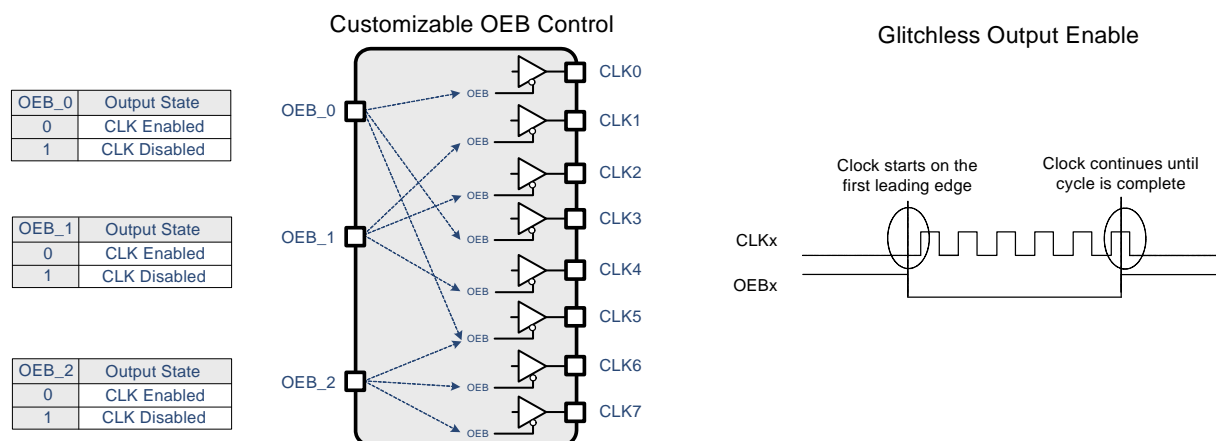 Customizable OEB Control
Glitchless Output Enable
OEB_0 Output State
0 CLK Enabled
1 CLK Disabled
OEB_1 Output State
0 CLK Enabled
1 CLK Disabled
OEB_2 Output State
0 CLK Enabled
1 CLK Disabled
OEB_0
OEB_1
OEB_2
OEB
CLK0
OEB
CLK1
OEB
CLK2
OEB
CLK3
OEB
CLK4
OEB
CLK5
OEB
CLK6
OEB
CLK7
Clock starts on the
first leading edge
Clock continues until
cycle is complete
CLKx
OEBx